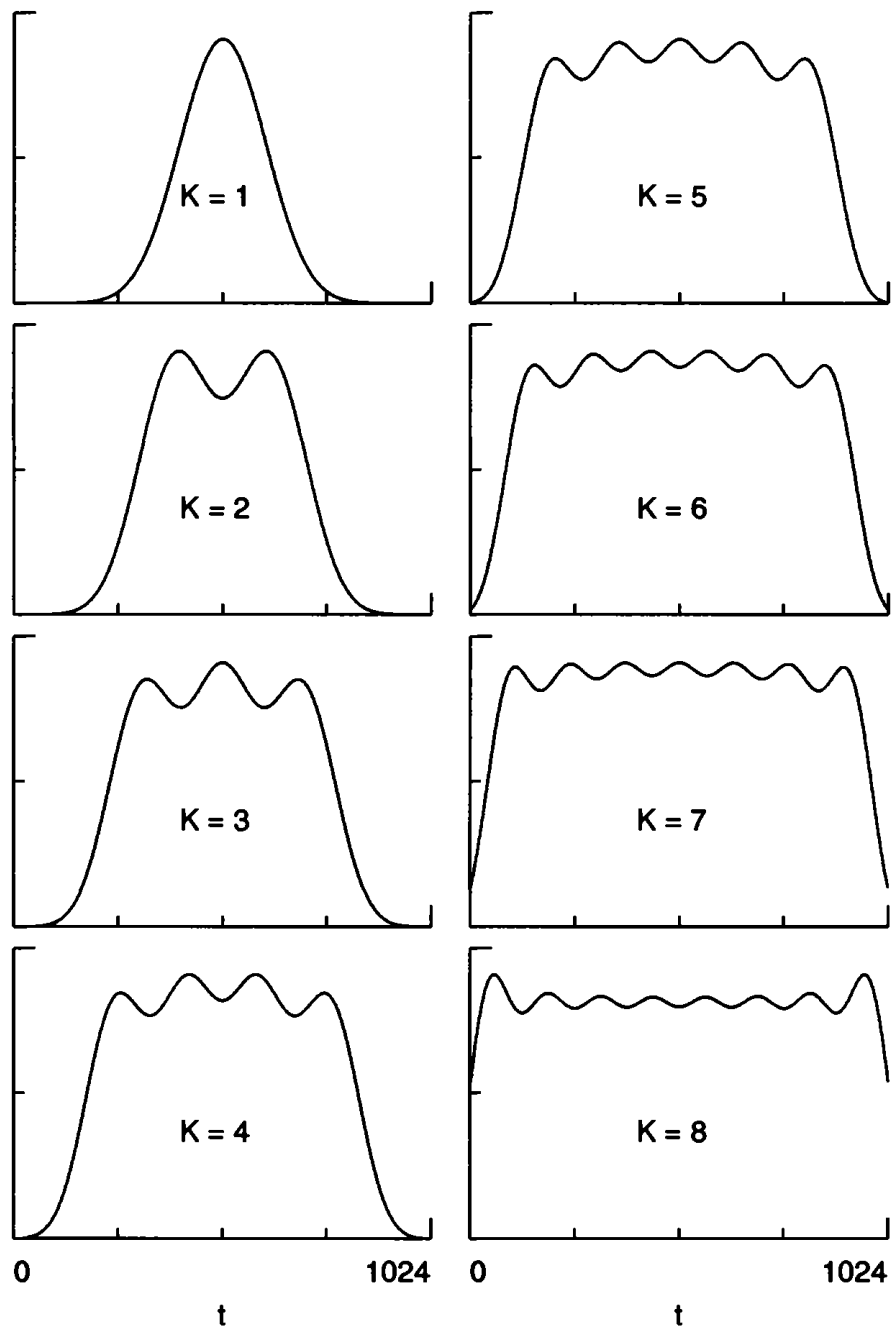 K = 1
K = 5
K = 2
K = 6
K = 3
K = 7
K = 4
K = 8
0 1024 0 1024
t t